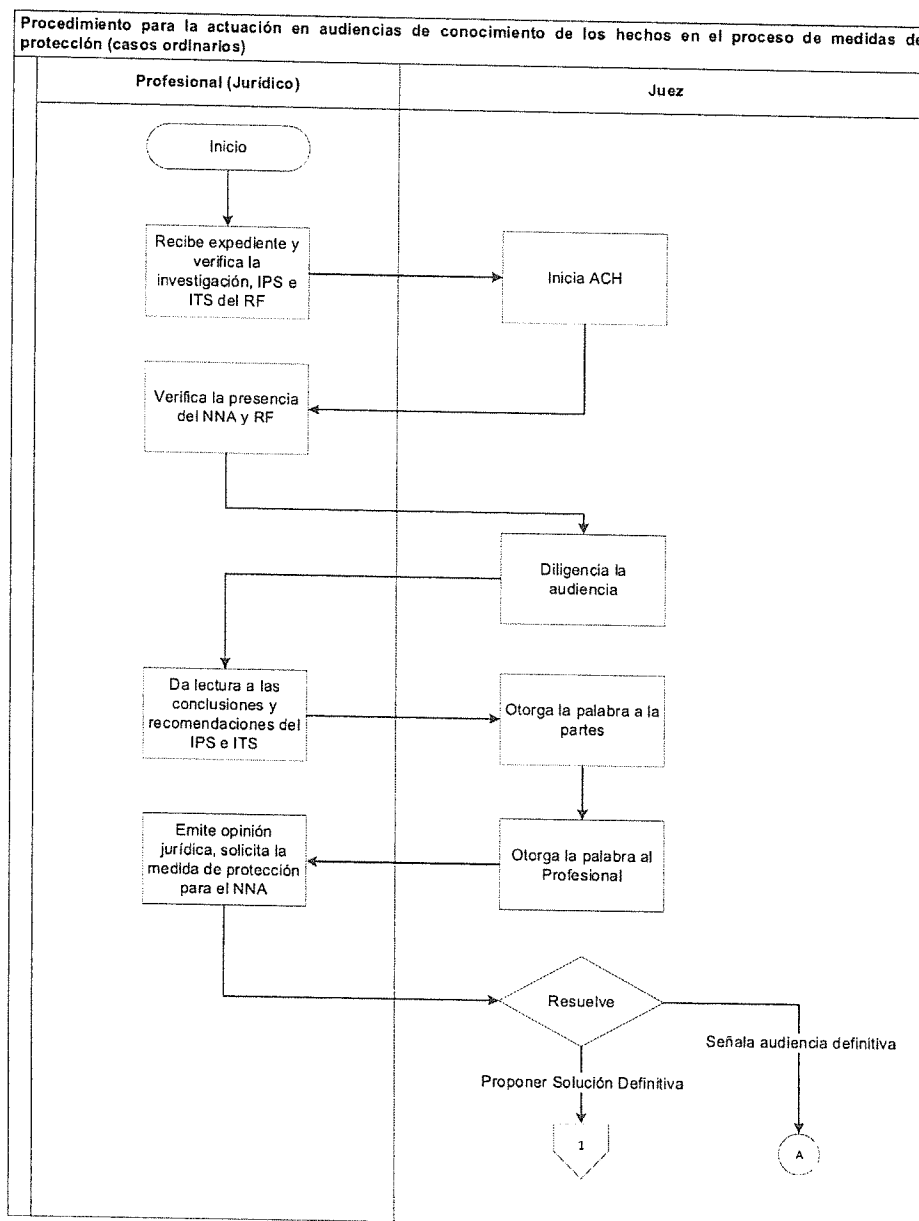 Procedimiento para la actuación en audiencias de conocimiento de los hechos en el proceso de medidas de
protección (casos ordinarios)
Profesional (Jurídico)
Juez
Inicio
Recibe expediente y
verifica la
investigación, IPS e
ITS del RF
Inicia ACH
Verifica la presencia
del NNA y RF
Diligencia la
audiencia
Da lectura a las
conclusiones y
recomendaciones del
IPS e ITS
Otorga la palabra a la
partes
Emite opinión
jurídica, solicita la
medida de protección
para el NNA
Otorga la palabra al
Profesional
Resuelve
Señala audiencia definitiva
Proponer Solución Definitiva
1
A